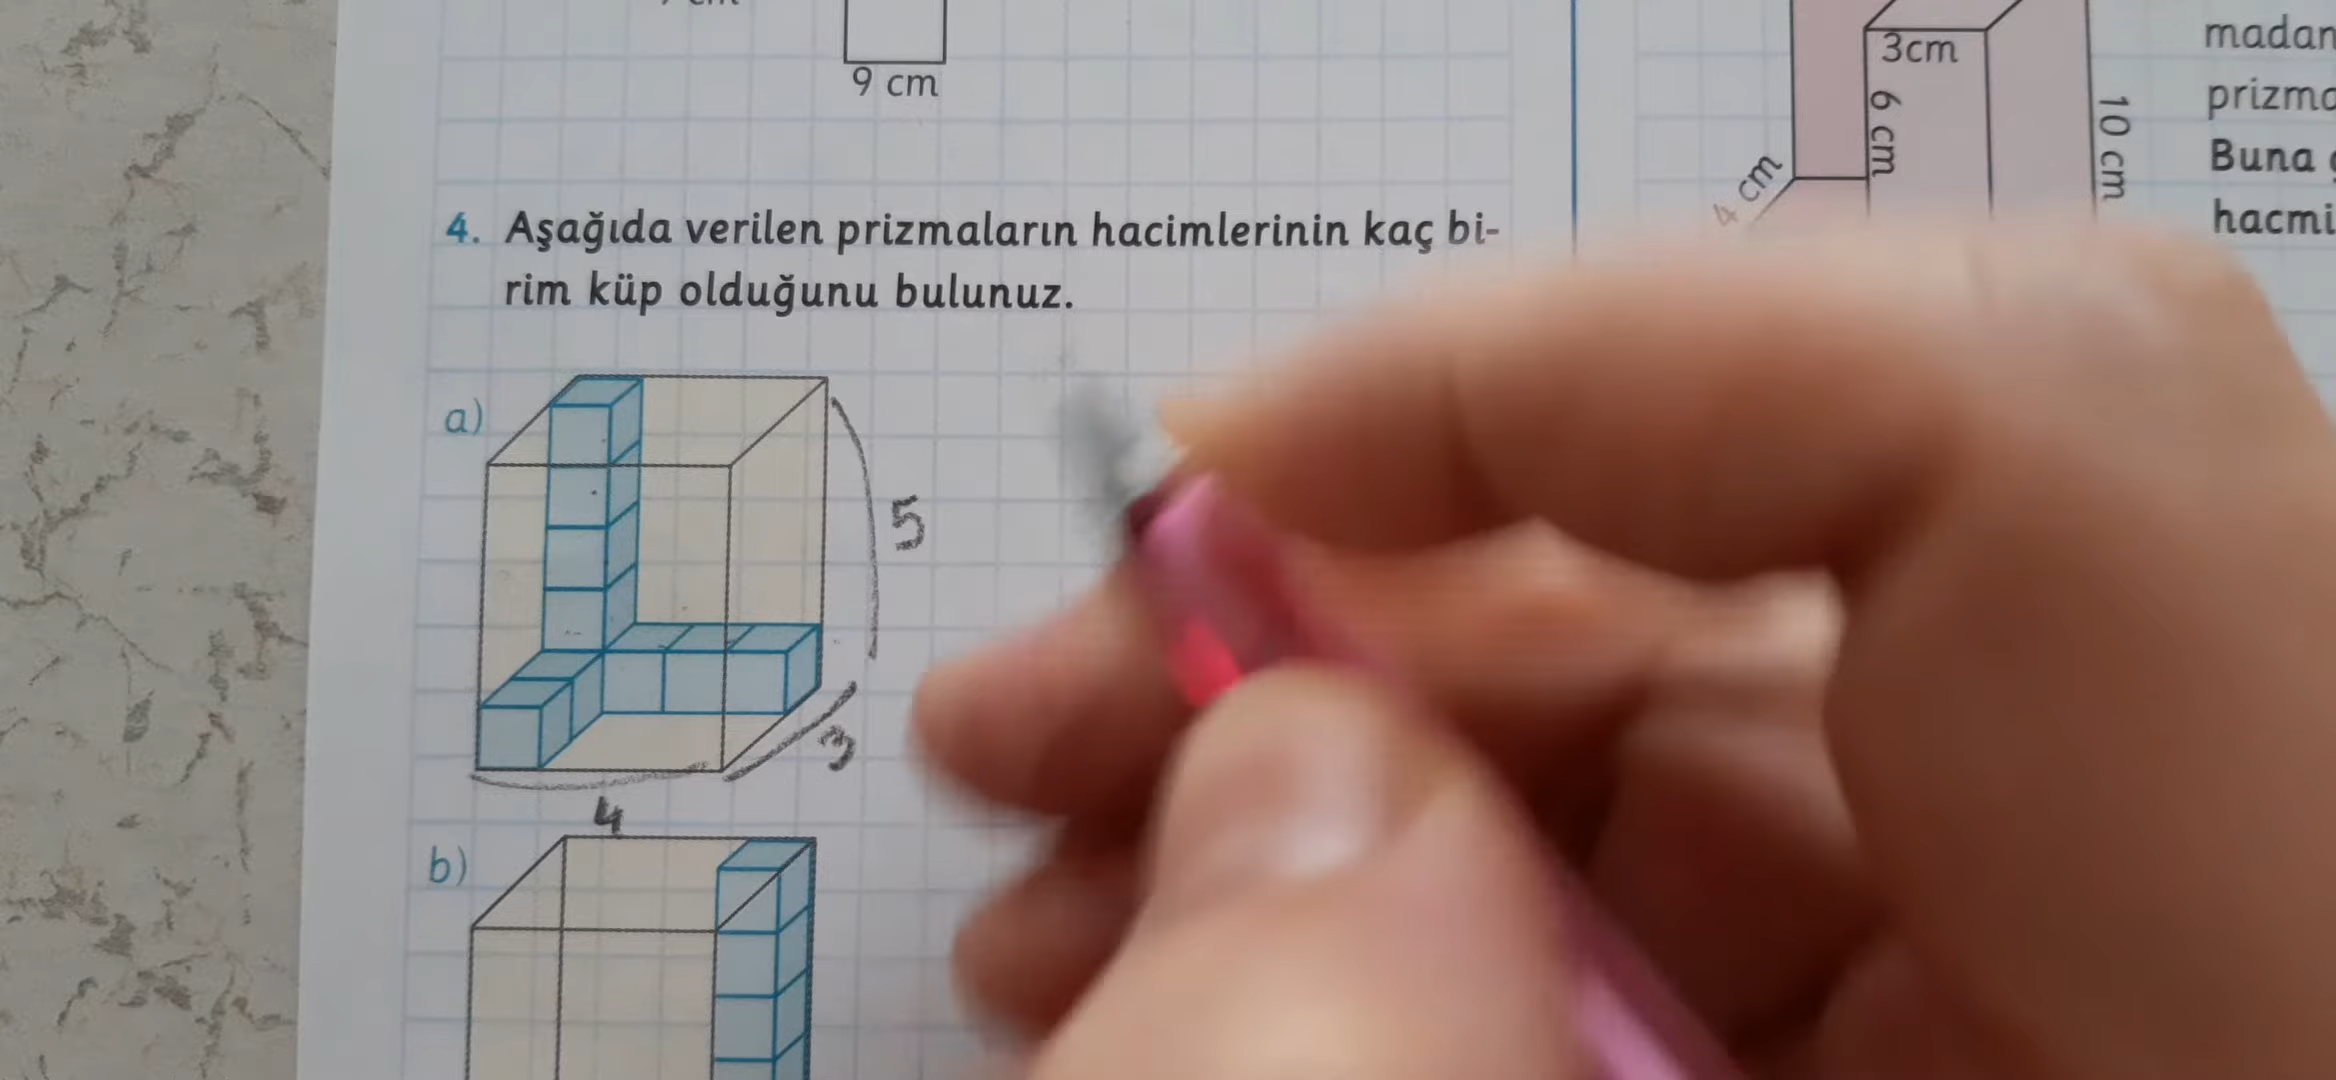 9 cm
4. Aşağıda verilen prizmaların hacimlerinin kaç bi-
rim küp olduğunu bulunuz.
a)
5
3
4
b)
3cm
6 cm
10 cm
4 cm
prizma
Buna
hacmi